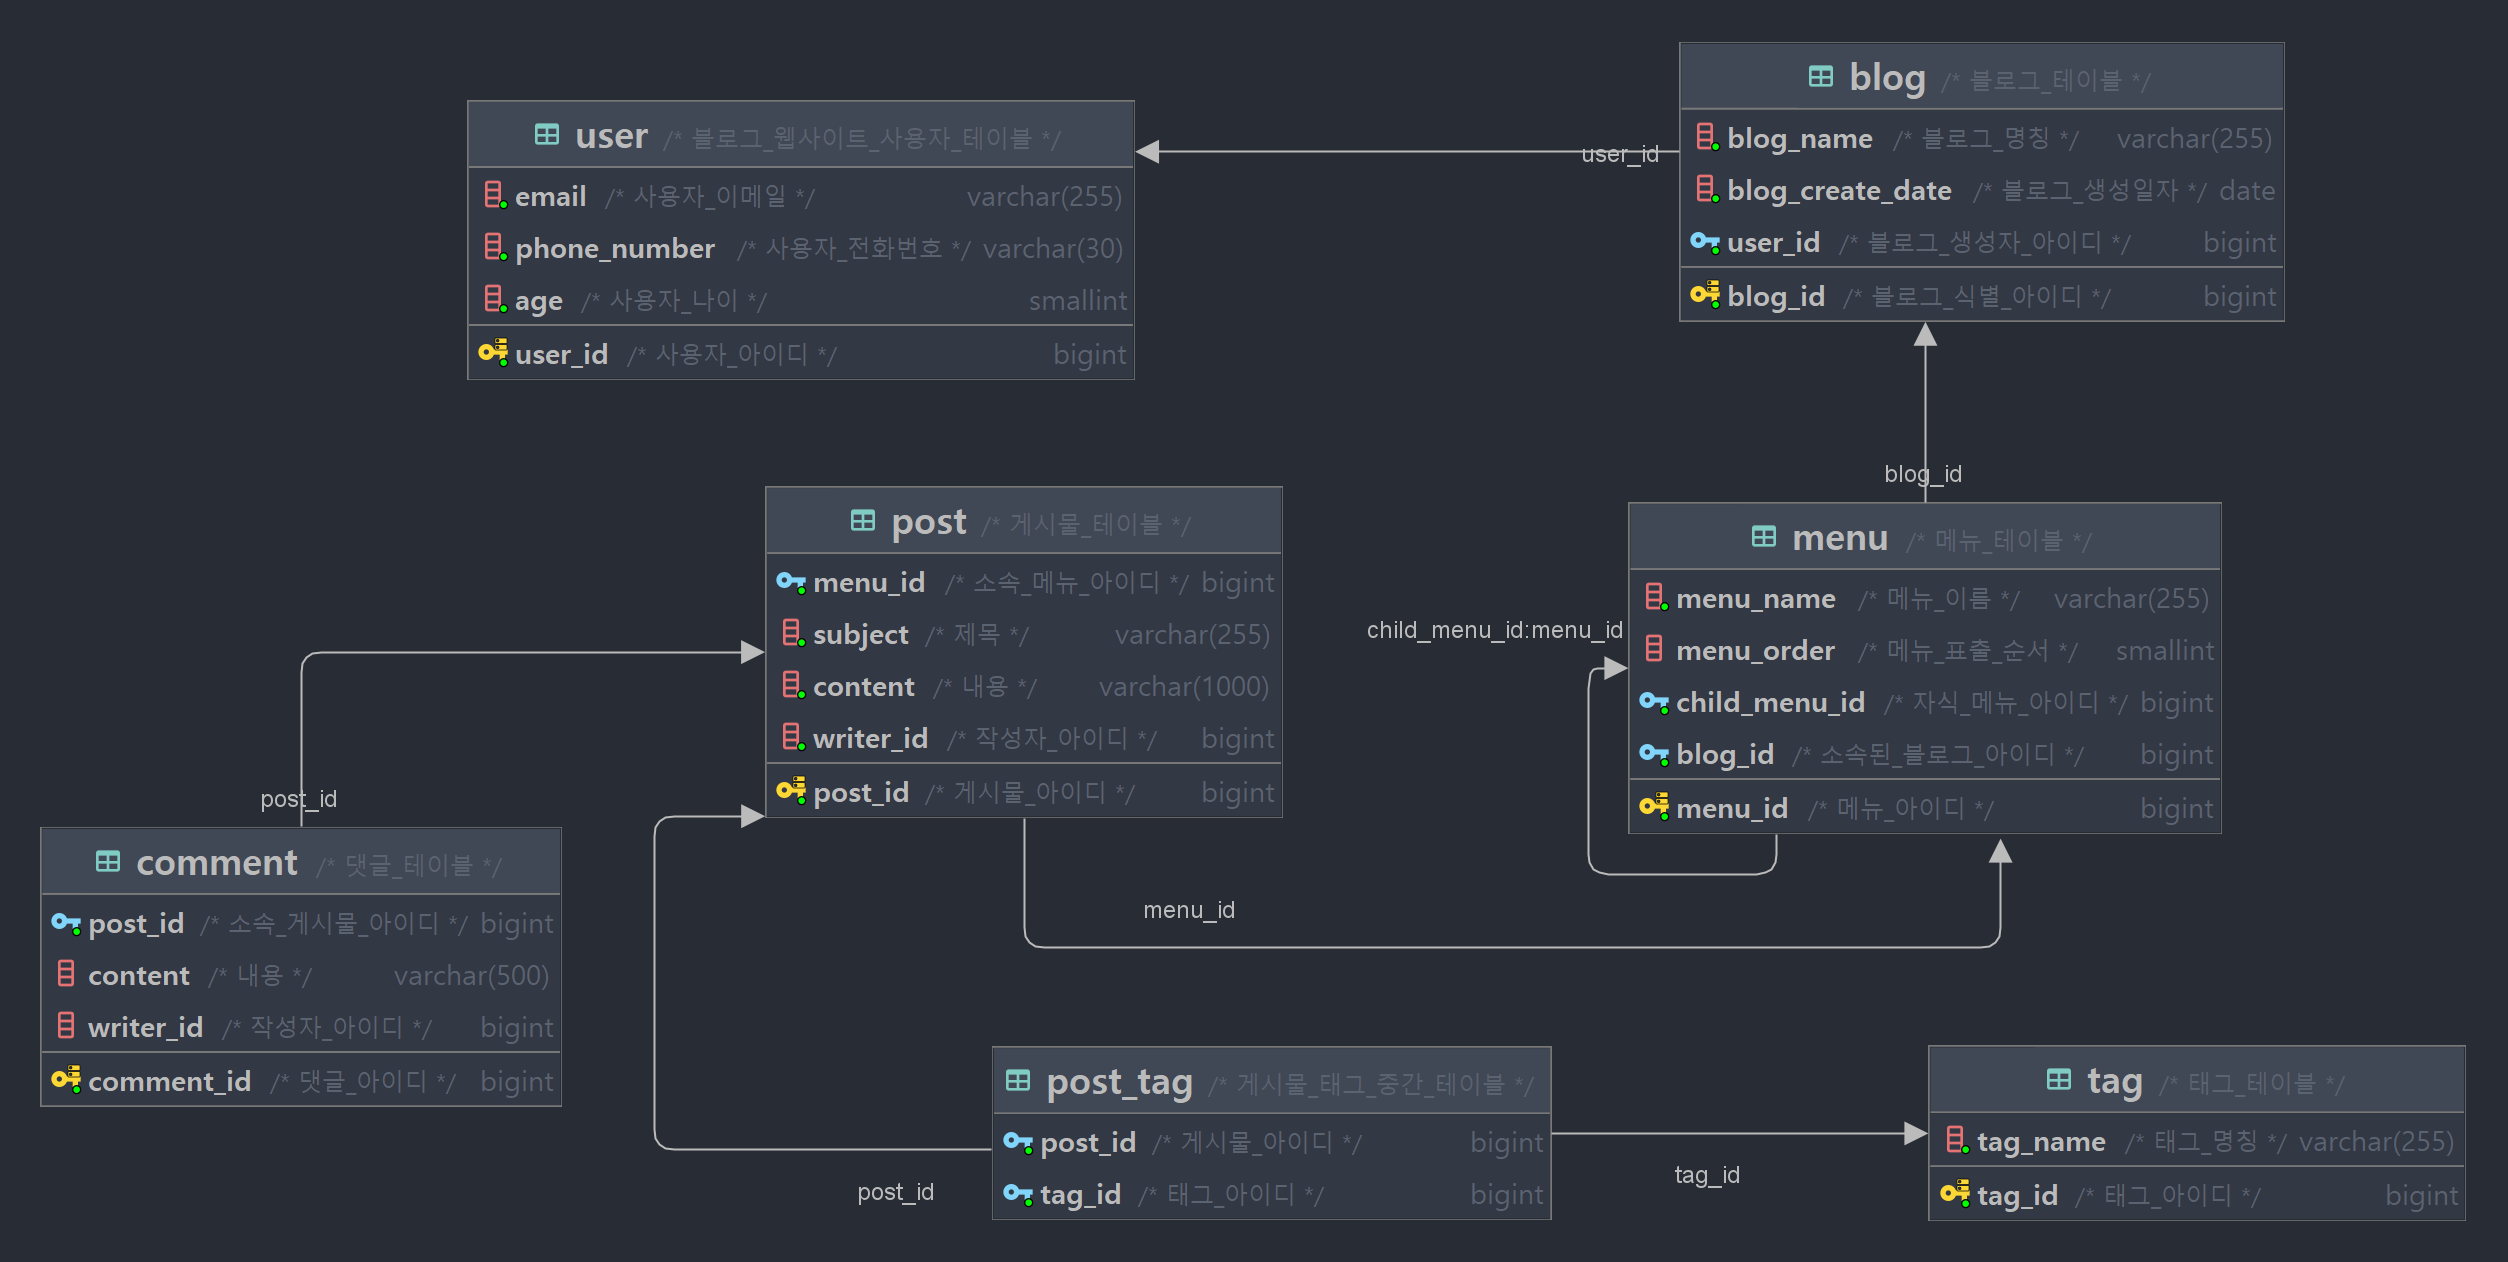 user /* 블로그_웹사이트_사용자_테이블 */
email /* 사용자_이메일 */ varchar(255)
phone_number /* 사용자_전화번호 */ varchar(30)
age /* 사용자_나이 */ smallint
user_id /* 사용자_아이디 */ bigint
user_id
blog /* 블로그_테이블 */
blog_name /* 블로그_명칭 */ varchar(255)
blog_create_date /* 블로그_생성일자 */ date
user_id /* 블로그_생성자_아이디 */ bigint
blog_id /* 블로그_식별_아이디 */ bigint
blog_id
post /* 게시물_테이블 */
menu_id /* 소속_메뉴_아이디 */ bigint
subject /* 제목 */ varchar(255)
content /* 내용 */ varchar(1000)
writer_id /* 작성자_아이디 */ bigint
post_id /* 게시물_아이디 */ bigint
child_menu_id:menu_id
menu /* 메뉴_테이블 */
menu_name /* 메뉴_이름 */ varchar(255)
menu_order /* 메뉴_표출_순서 */ smallint
child_menu_id /* 자식_메뉴_아이디 */ bigint
blog_id /* 소속된_블로그_아이디 */ bigint
menu_id /* 메뉴_아이디 */ bigint
post_id
comment /* 댓글_테이블 */
post_id /* 소속_게시물_아이디 */ bigint
content /* 내용 */ varchar(500)
writer_id /* 작성자_아이디 */ bigint
comment_id /* 댓글_아이디 */ bigint
menu_id
post_id
post_tag /* 게시물_태그_중간_테이블 */
post_id /* 게시물_아이디 */ bigint
tag_id /* 태그_아이디 */ bigint
tag_id
tag /* 태그_테이블 */
tag_name /* 태그_명칭 */ varchar(255)
tag_id /* 태그_아이디 */ bigint